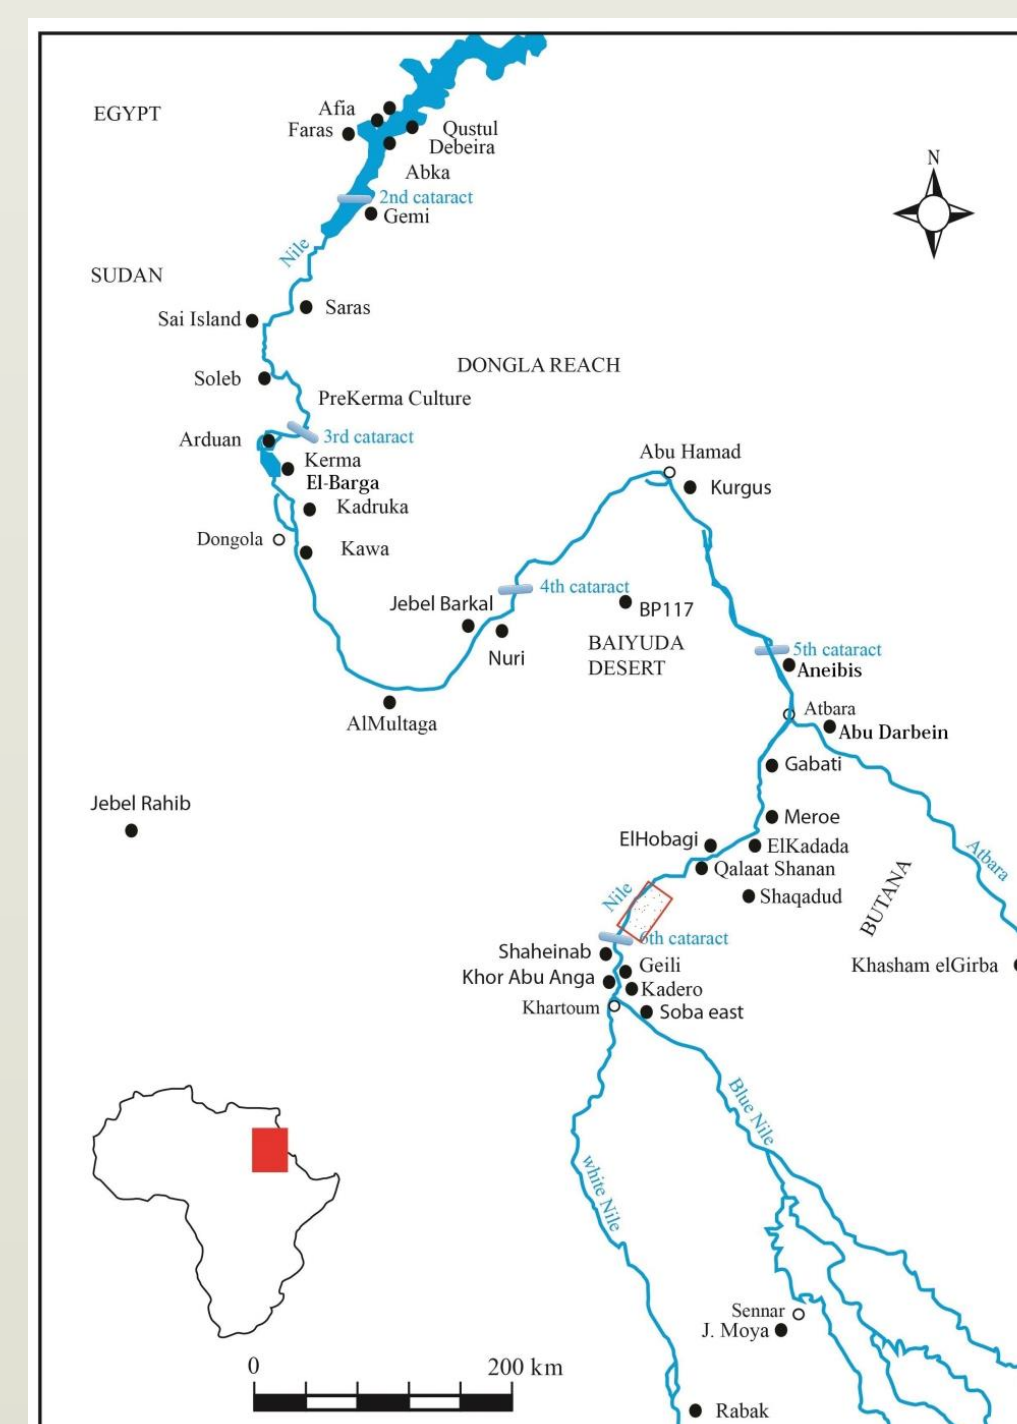 EGYPT
Afia
Faras
Qustul
Debeira
Abka
2nd cataract
Gemi
N
Nile
SUDAN
Saras
Sai Island
DONGLA REACH
Soleb
PreKerma Culture
Arduan
3rd cataract
Kerma
El-Barga
Kadruka
Dongola
Kawa
Abu Hamad
Kurgus
4th cataract
Jebel Barkal
BP117
Nuri
BAIYUDA
DESERT
5th cataract
Aneibis
AlMultaga
Atbara
Abu Darbein
Gabati
Jebel Rahib
Meroe
ElHobagi
ElKadada
Qalaat Shanan
Atbara
Shaqadud
BUTANA
Nile
6th cataract
Shaheinab
Geili
Khasham elGirba
Khor Abu Anga
Kadero
Khartoum
Soba east
Blue Nile
white Nile
Sennar
J. Moya
0
200 km
Rabak